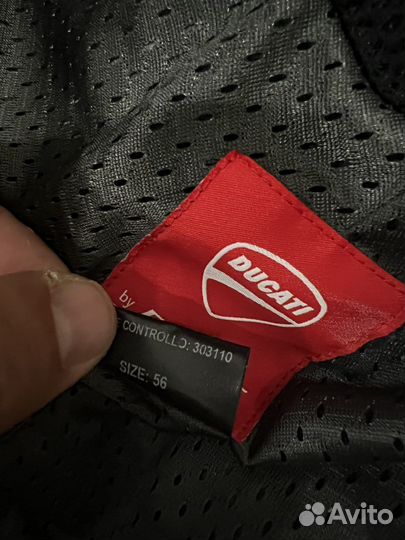 DUCATI
by
CONTROLLO: 303110
SIZE: 56
Avito